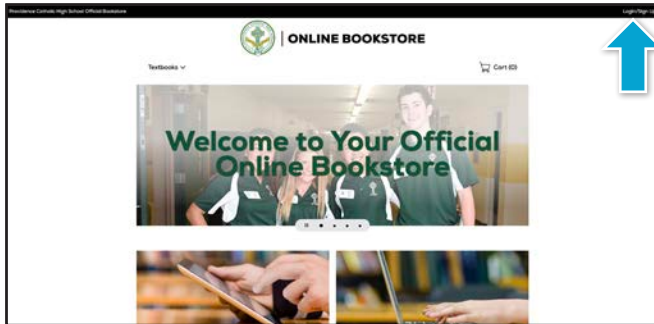 Providence Catholic High School Official Bookstore
Login/Sign Up
| ONLINE BOOKSTORE
Textbooks
Cart (0)
Welcome to Your Official
Online Bookstore